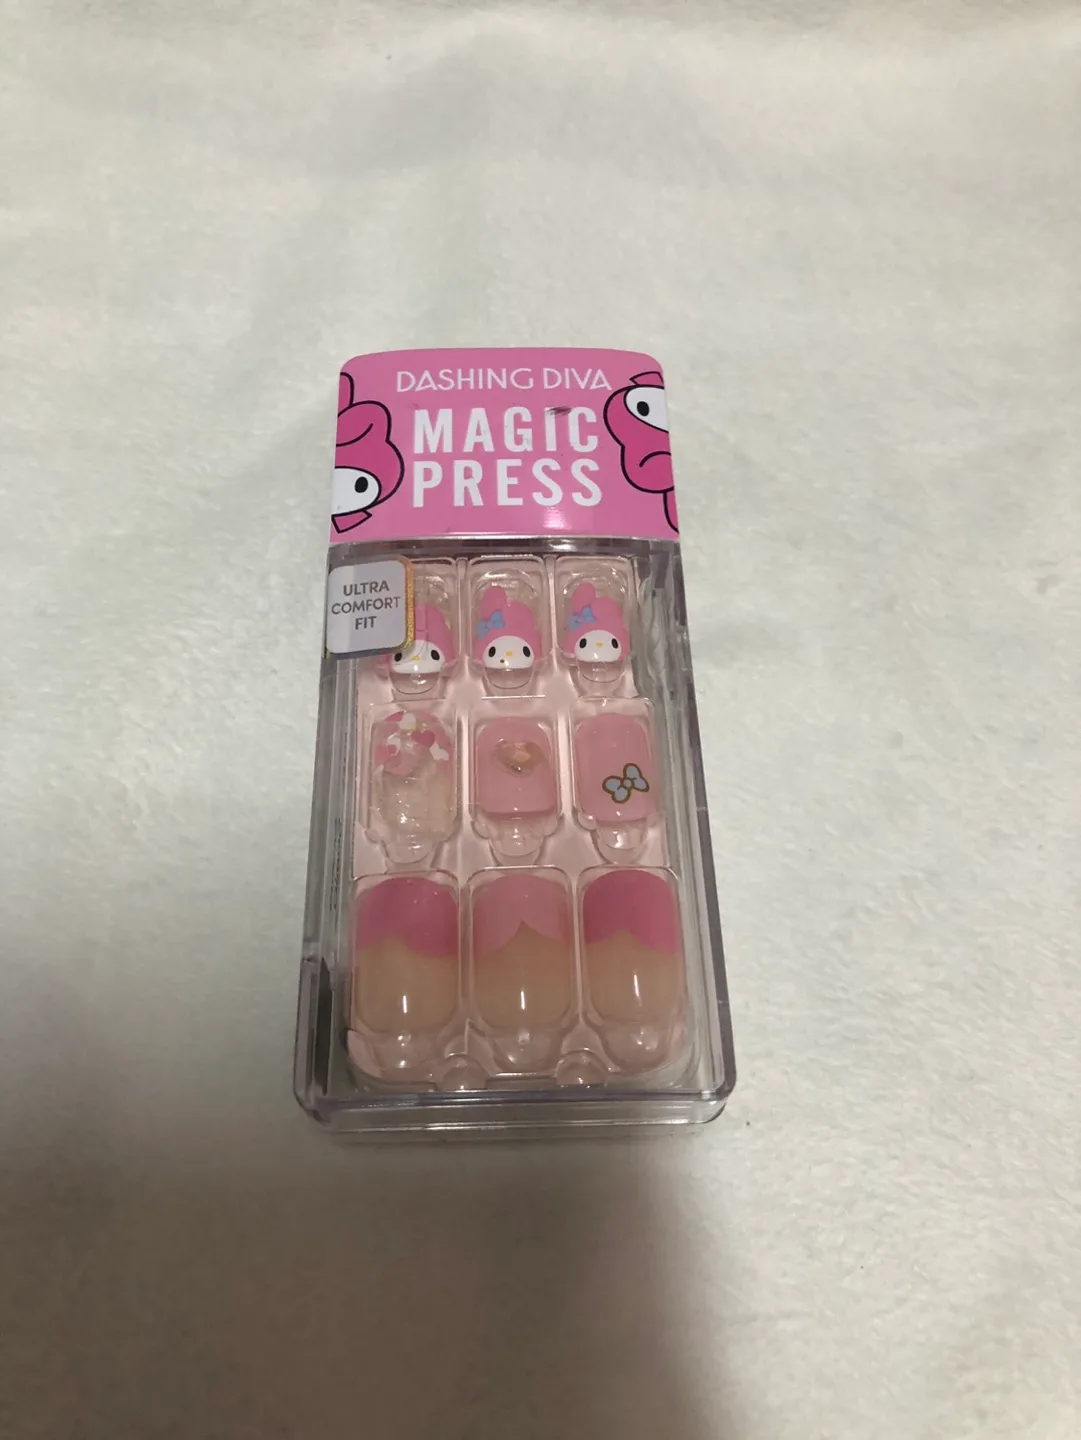 DASHING DIVA
MAGIC
PRESS
ULTRA
COMFORT
FIT